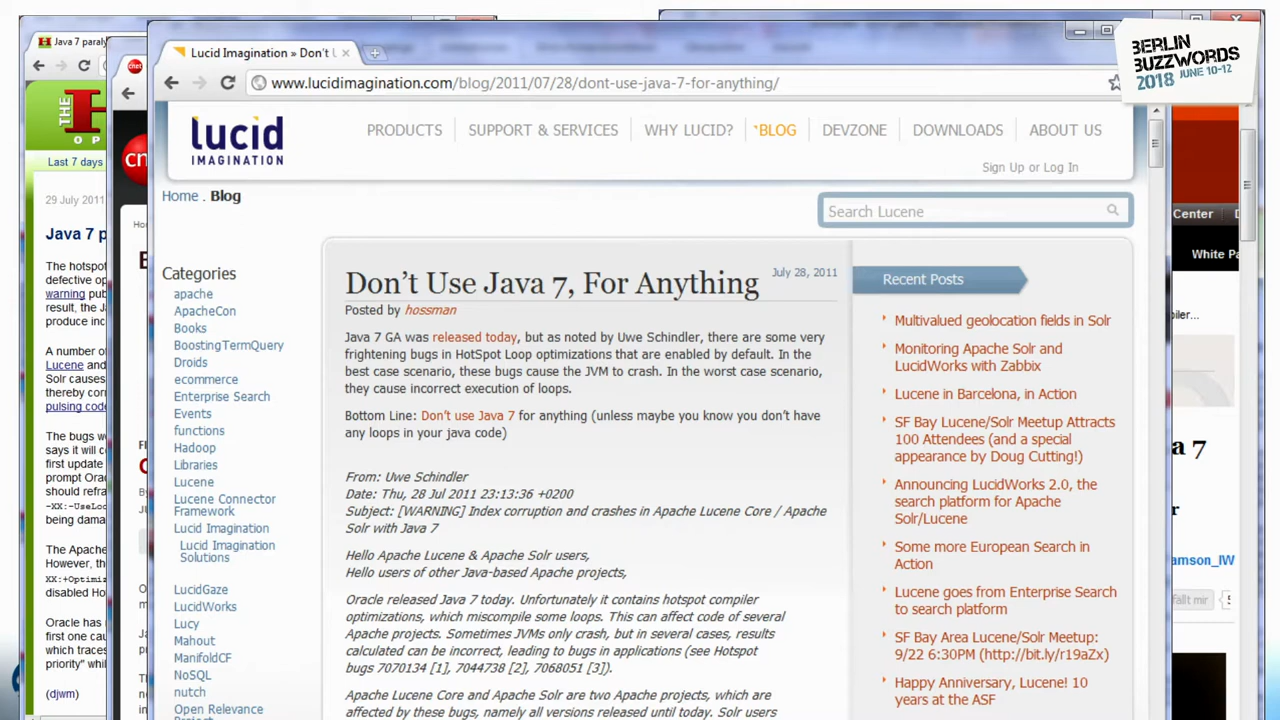 Java 7 paraly
Lucid Imagination » Don't U
www.lucidimagination.com/blog/2011/07/28/dont-use-java-7-for-anything/
BERLIN
BUZZWORDS
2018 JUNE 10-12
THE
H
O P
cnet
lucid
IMAGINATION
PRODUCTS
SUPPORT & SERVICES
WHY LUCID?
BLOG
DEVZONE
DOWNLOADS
ABOUT US
Sign Up or Log In
Last 7 days
Home . Blog
Search Lucene
Center
White Pa
29 July 2011
Java 7 p
The hotspot
defective op
warning pub
result, the Ja
produce inc
A number of
Lucene and
Solr causes
thereby corr
pulsing code
The bugs we
says it will c
first update
prompt Orac
should refra
-XX:-UseLoo
being dama
The Apache
However, the
XX:+Optimiz
disabled Ho
Oracle has
first one cau
which traces
priority" whil
(djwm)
Categories
apache
ApacheCon
Books
BoostingTermQuery
Droids
ecommerce
Enterprise Search
Events
functions
Hadoop
Libraries
Lucene
Lucene Connector
Framework
Lucid Imagination
Lucid Imagination
Solutions
LucidGaze
LucidWorks
Lucy
Mahout
ManifoldCF
NoSQL
nutch
Open Relevance
Project
Don't Use Java 7, For Anything
July 28, 2011
Posted by hossman
Java 7 GA was released today, but as noted by Uwe Schindler, there are some very
frightening bugs in HotSpot Loop optimizations that are enabled by default. In the
best case scenario, these bugs cause the JVM to crash. In the worst case scenario,
they cause incorrect execution of loops.
Bottom Line: Don't use Java 7 for anything (unless maybe you know you don't have
any loops in your java code)
From: Uwe Schindler
Date: Thu, 28 Jul 2011 23:13:36 +0200
Subject: [WARNING] Index corruption and crashes in Apache Lucene Core / Apache
Solr with Java 7
Hello Apache Lucene & Apache Solr users,
Hello users of other Java-based Apache projects,
Oracle released Java 7 today. Unfortunately it contains hotspot compiler
optimizations, which miscompile some loops. This can affect code of several
Apache projects. Sometimes JVMs only crash, but in several cases, results
calculated can be incorrect, leading to bugs in applications (see Hotspot
bugs 7070134 [1], 7044738 [2], 7068051 [3]).
Apache Lucene Core and Apache Solr are two Apache projects, which are
affected by these bugs, namely all versions released until today. Solr users
Recent Posts
Multivalued geolocation fields in Solr
Monitoring Apache Solr and
LucidWorks with Zabbix
Lucene in Barcelona, in Action
SF Bay Lucene/Solr Meetup Attracts
100 Attendees (and a special
appearance by Doug Cutting!)
Announcing LucidWorks 2.0, the
search platform for Apache
Solr/Lucene
Some more European Search in
Action
Lucene goes from Enterprise Search
to search platform
SF Bay Area Lucene/Solr Meetup:
9/22 6:30PM (http://bit.ly/r19aZx)
Happy Anniversary, Lucene! 10
years at the ASF
piler...
a 7
r
amson_IW
fällt mir
5